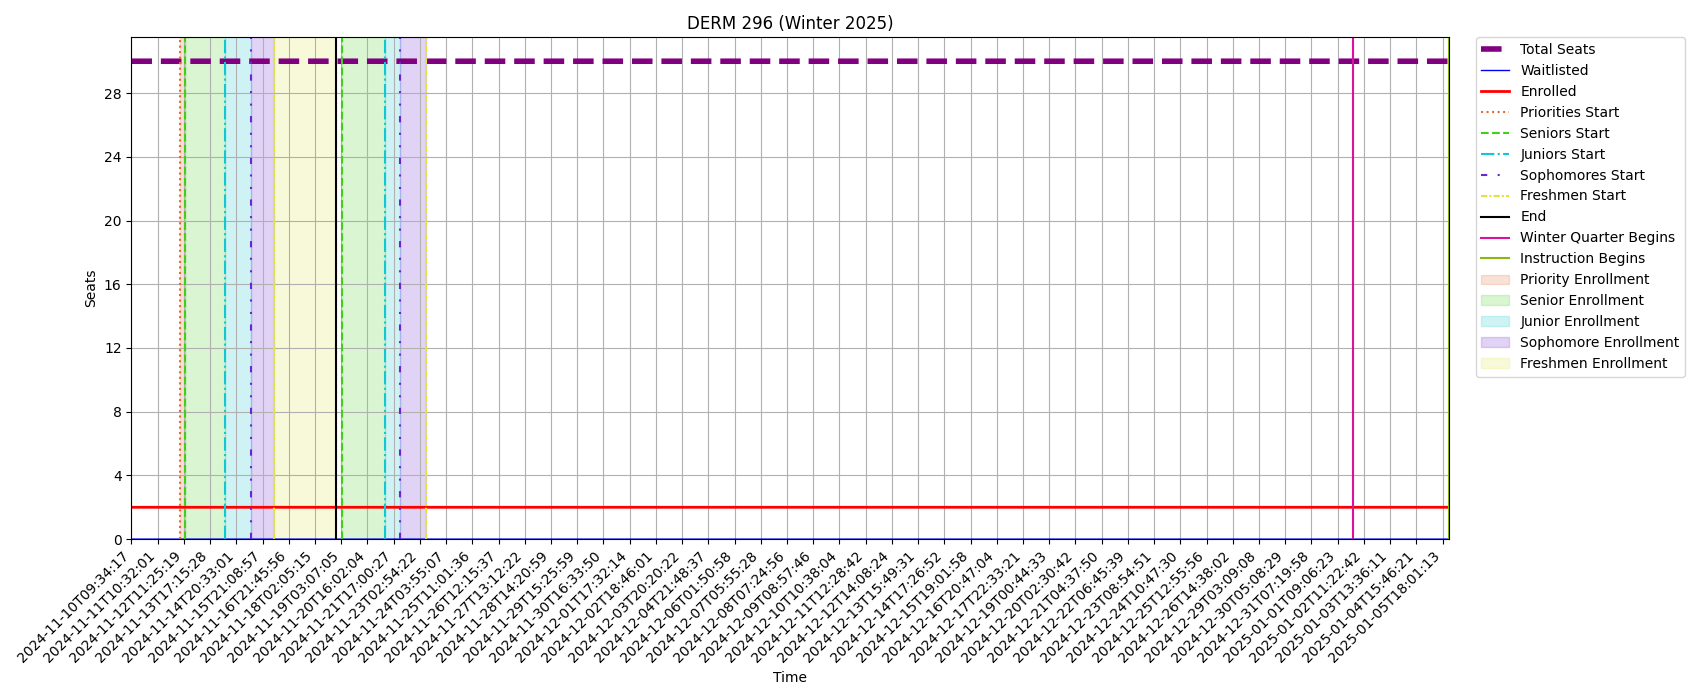 DERM 296 (Winter 2025)
Total Seats
Waitlisted
Enrolled
Priorities Start
Seniors Start
Juniors Start
Sophomores Start
Freshmen Start
End
Winter Quarter Begins
Instruction Begins
Priority Enrollment
Senior Enrollment
Junior Enrollment
Sophomore Enrollment
Freshmen Enrollment
Seats
28
24
20
16
12
8
4
0
2024-11-10T09:34:17
2024-11-11T10:32:01
2024-11-12T11:25:19
2024-11-13T17:15:28
2024-11-14T20:33:01
2024-11-15T21:08:57
2024-11-16T21:45:56
2024-11-18T02:05:15
2024-11-19T03:07:05
2024-11-20T16:02:04
2024-11-21T17:00:27
2024-11-23T02:54:22
2024-11-24T03:55:07
2024-11-25T11:01:36
2024-11-26T12:15:37
2024-11-27T13:12:22
2024-11-28T14:20:59
2024-11-29T15:25:59
2024-11-30T16:33:50
2024-12-01T17:32:14
2024-12-02T18:46:01
2024-12-03T20:20:22
2024-12-04T21:48:37
2024-12-06T01:50:58
2024-12-07T05:55:28
2024-12-08T07:24:56
2024-12-09T08:57:46
2024-12-10T10:38:04
2024-12-11T12:28:42
2024-12-12T14:08:24
2024-12-13T15:49:31
2024-12-14T17:26:52
2024-12-15T19:01:58
2024-12-16T20:47:04
2024-12-17T22:33:21
2024-12-19T00:44:33
2024-12-20T02:30:42
2024-12-21T04:37:50
2024-12-22T06:45:39
2024-12-23T08:54:51
2024-12-24T10:47:30
2024-12-25T12:55:56
2024-12-26T14:38:02
2024-12-29T03:09:08
2024-12-30T05:08:29
2024-12-31T07:19:58
2025-01-01T09:06:23
2025-01-02T11:22:42
2025-01-03T13:36:11
2025-01-04T15:46:21
2025-01-05T18:01:13
Time